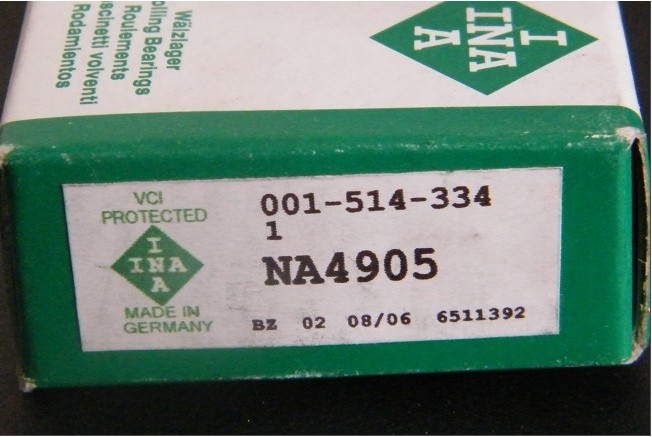 Wälzlager
olling Bearings
Roulements
scinetti volventi
Rodamientos
I
INA
A
VCI
PROTECTED
I
INA
A
MADE IN
GERMANY
001-514-334
1
NA4905
BZ 02 08/06 6511392